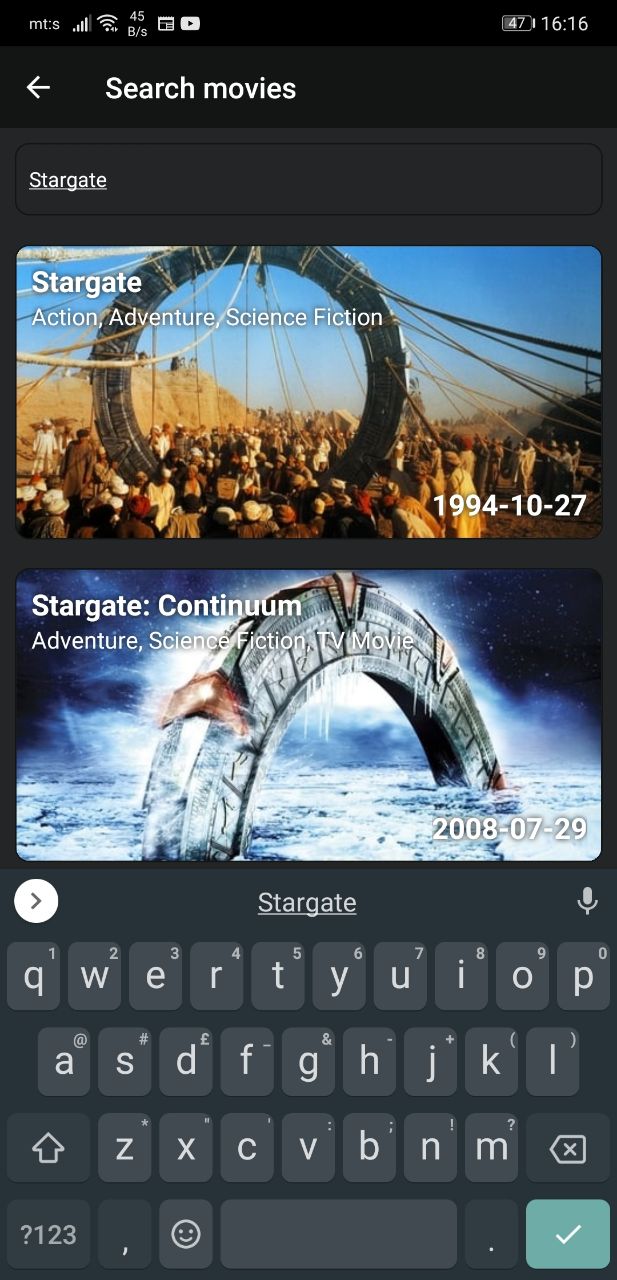 mt:s 45 B/s 47 16:16
Search movies
Stargate
Stargate
Action, Adventure, Science Fiction
1994-10-27
Stargate: Continuum
Adventure, Science Fiction, TV Movie
2008-07-29
Stargate
1 2 3 4 5 6 7 8 9 0
q w e r t y u i o p
@ # £ _ & - + ( )
a s d f g h j k l
* " ' : ; ! ?
z x c v b n m
?123 , .